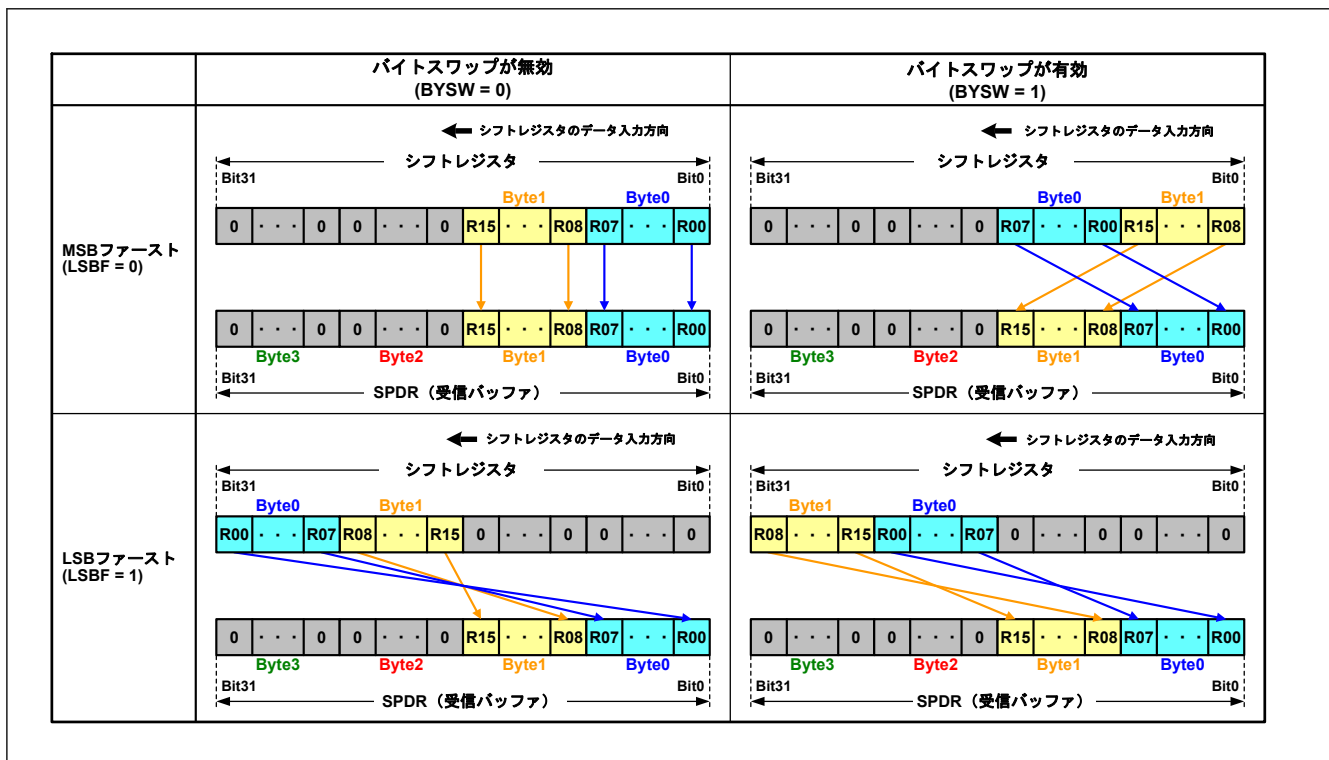 バイトスワップが無効
(BYSW = 0)
バイトスワップが有効
(BYSW = 1)
MSBファースト
(LSBF = 0)
シフトレジスタのデータ入力方向
シフトレジスタ
Bit31
Bit0
Byte1
Byte0
0 ・・・ 0 0 ・・・ 0 R15 ・・・ R08 R07 ・・・ R00
0 ・・・ 0 0 ・・・ 0 R15 ・・・ R08 R07 ・・・ R00
Byte3
Byte2
Byte1
Byte0
Bit31
Bit0
SPDR（受信バッファ）
シフトレジスタのデータ入力方向
シフトレジスタ
Bit31
Bit0
Byte0
Byte1
0 ・・・ 0 0 ・・・ 0 R07 ・・・ R00 R15 ・・・ R08
0 ・・・ 0 0 ・・・ 0 R15 ・・・ R08 R07 ・・・ R00
Byte3
Byte2
Byte1
Byte0
Bit31
Bit0
SPDR（受信バッファ）
LSBファースト
(LSBF = 1)
シフトレジスタのデータ入力方向
シフトレジスタ
Bit31
Bit0
Byte0
Byte1
R00 ・・・ R07 R08 ・・・ R15 0 ・・・ 0 0 ・・・ 0
0 ・・・ 0 0 ・・・ 0 R15 ・・・ R08 R07 ・・・ R00
Byte3
Byte2
Byte1
Byte0
Bit31
Bit0
SPDR（受信バッファ）
シフトレジスタのデータ入力方向
シフトレジスタ
Bit31
Bit0
Byte1
Byte0
R08 ・・・ R15 R00 ・・・ R07 0 ・・・ 0 0 ・・・ 0
0 ・・・ 0 0 ・・・ 0 R15 ・・・ R08 R07 ・・・ R00
Byte3
Byte2
Byte1
Byte0
Bit31
Bit0
SPDR（受信バッファ）